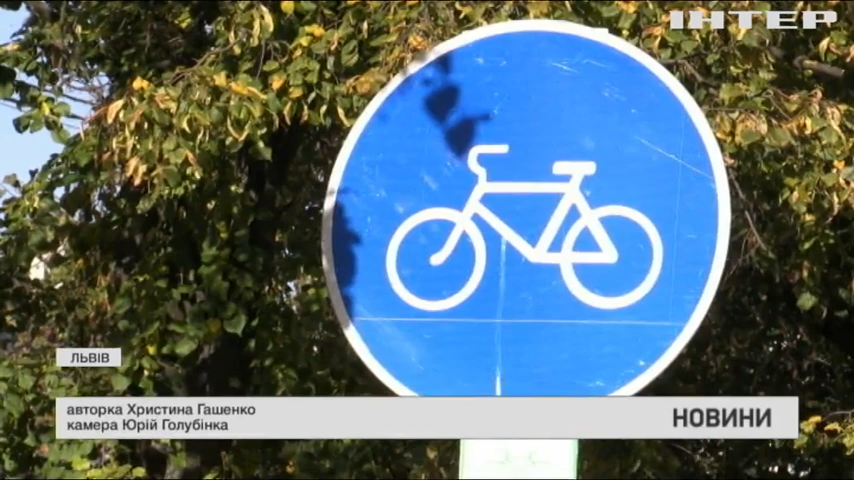 ІНТЕР
ЛЬВІВ
авторка Христина Гашенко
камера Юрій Голубінка
НОВИНИ